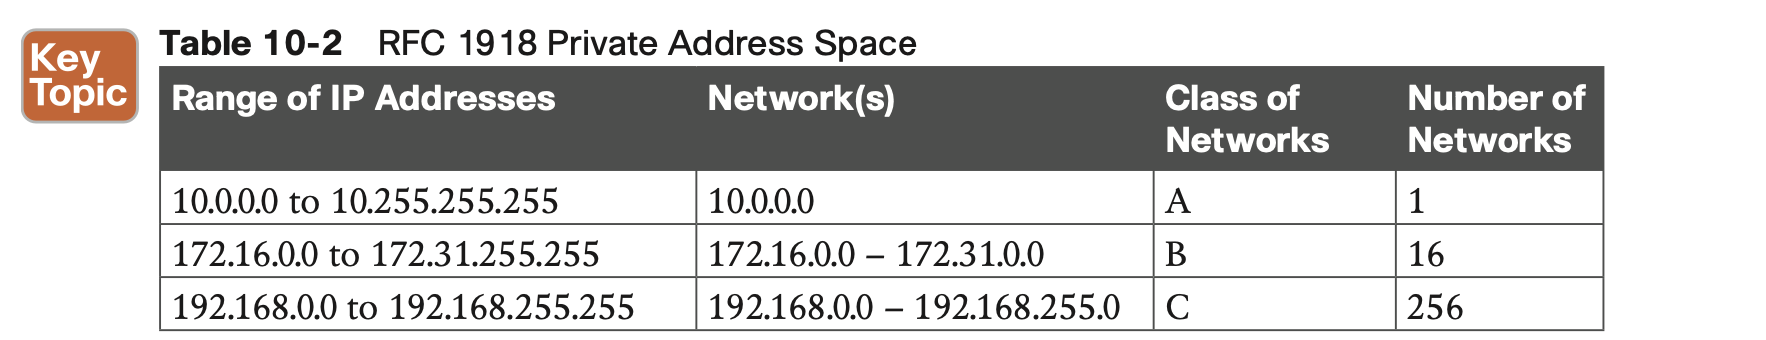 Key
Topic
Table 10-2 RFC 1918 Private Address Space
Range of IP Addresses Network(s) Class of Networks Number of Networks
10.0.0.0 to 10.255.255.255 10.0.0.0 A 1
172.16.0.0 to 172.31.255.255 172.16.0.0 – 172.31.0.0 B 16
192.168.0.0 to 192.168.255.255 192.168.0.0 – 192.168.255.0 C 256